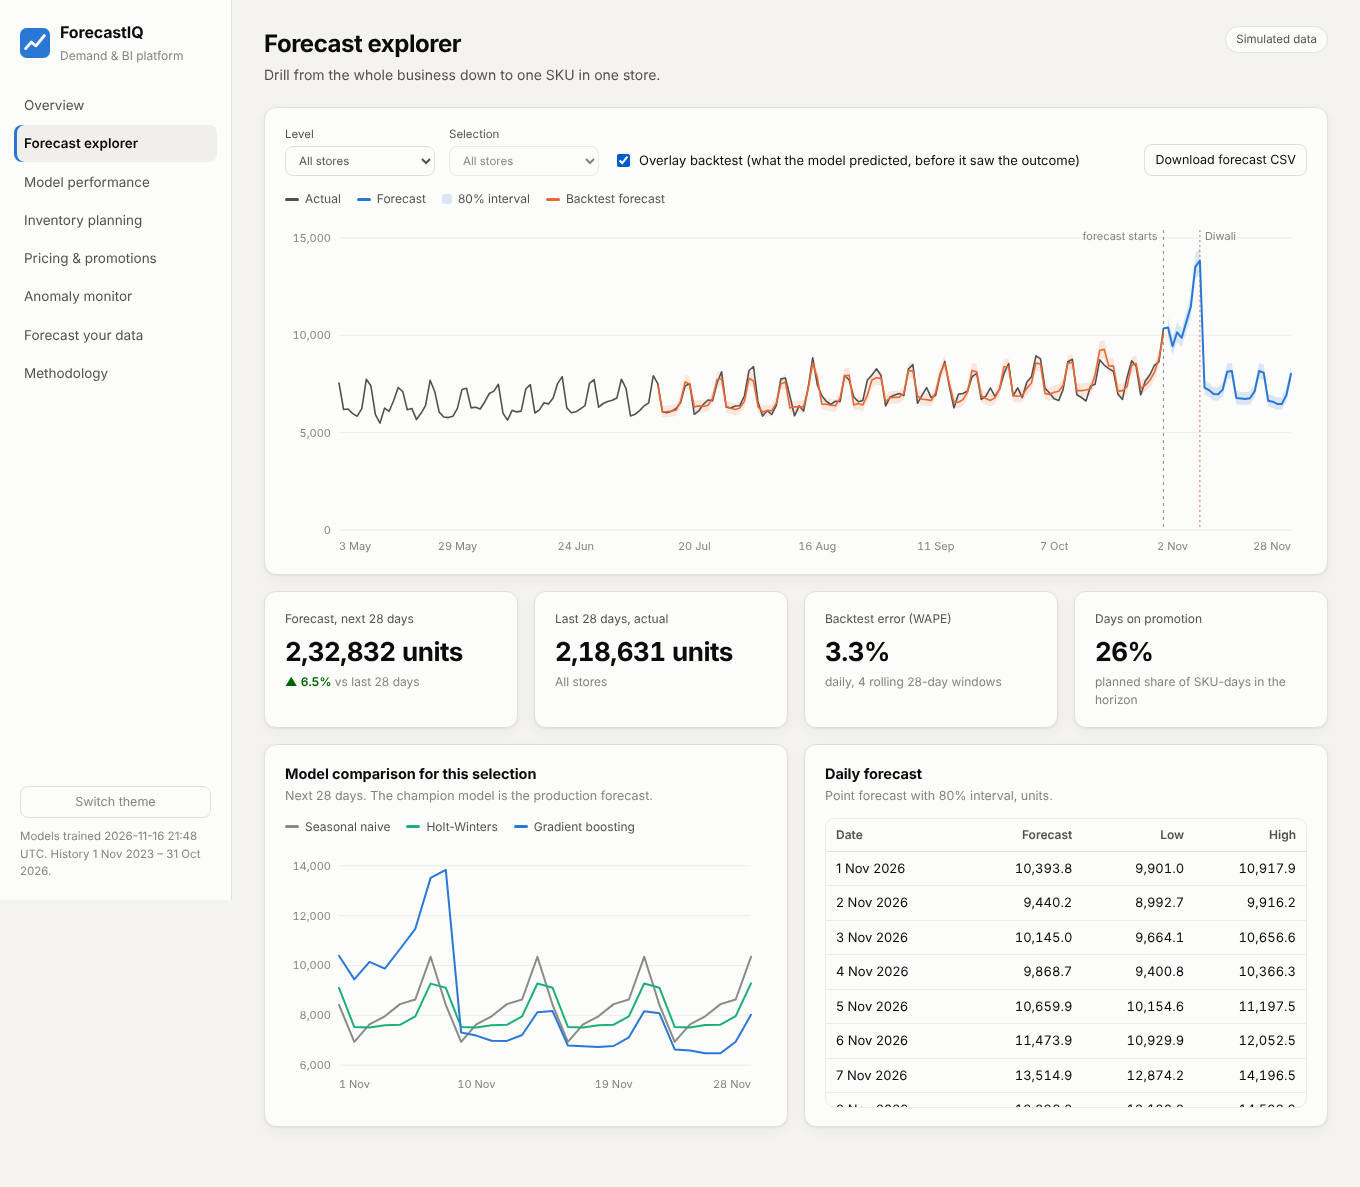 ForecastIQ
Demand & BI platform
Overview
Forecast explorer
Model performance
Inventory planning
Pricing & promotions
Anomaly monitor
Forecast your data
Methodology
Switch theme
Models trained 2026-11-16 21:48
UTC. History 1 Nov 2023 – 31 Oct
2026.
Forecast explorer
Simulated data
Drill from the whole business down to one SKU in one store.
Level
Selection
All stores
All stores
Overlay backtest (what the model predicted, before it saw the outcome)
Download forecast CSV
Actual
Forecast
80% interval
Backtest forecast
15,000
forecast starts
Diwali
10,000
5,000
0
3 May
29 May
24 Jun
20 Jul
16 Aug
11 Sep
7 Oct
2 Nov
28 Nov
Forecast, next 28 days
2,32,832 units
▲ 6.5% vs last 28 days
Last 28 days, actual
2,18,631 units
All stores
Backtest error (WAPE)
3.3%
daily, 4 rolling 28-day windows
Days on promotion
26%
planned share of SKU-days in the
horizon
Model comparison for this selection
Next 28 days. The champion model is the production forecast.
Seasonal naive
Holt-Winters
Gradient boosting
14,000
12,000
10,000
8,000
6,000
1 Nov
10 Nov
19 Nov
28 Nov
Daily forecast
Point forecast with 80% interval, units.
Date Forecast Low High
1 Nov 2026 10,393.8 9,901.0 10,917.9
2 Nov 2026 9,440.2 8,992.7 9,916.2
3 Nov 2026 10,145.0 9,664.1 10,656.6
4 Nov 2026 9,868.7 9,400.8 10,366.3
5 Nov 2026 10,659.9 10,154.6 11,197.5
6 Nov 2026 11,473.9 10,929.9 12,052.5
7 Nov 2026 13,514.9 12,874.2 14,196.5